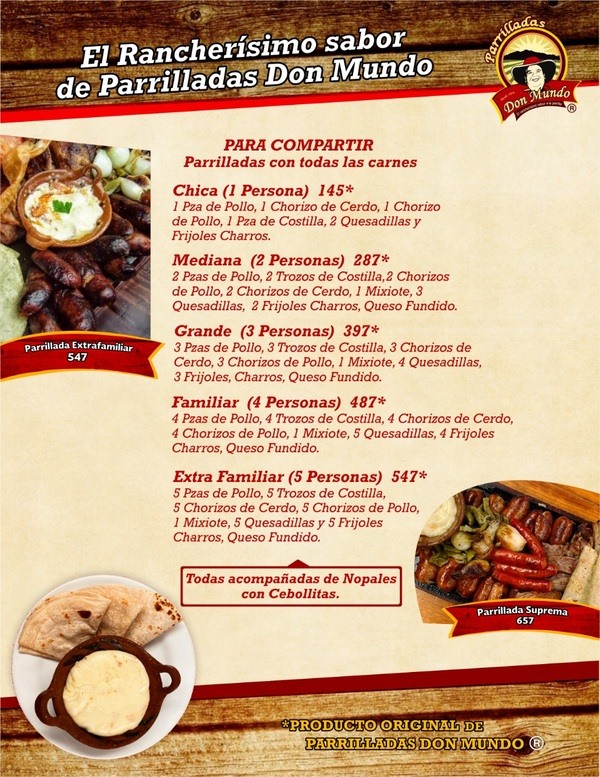 El Rancherísimo sabor
de Parrilladas Don Mundo
Parrilladas
Don Mundo
®
PARA COMPARTIR
Parrilladas con todas las carnes
Chica (1 Persona) 145*
1 Pza de Pollo, 1 Chorizo de Cerdo, 1 Chorizo
de Pollo, 1 Pza de Costilla, 2 Quesadillas y
Frijoles Charros.
Mediana (2 Personas) 287*
2 Pzas de Pollo, 2 Trozos de Costilla,2 Chorizos
de Pollo, 2 Chorizos de Cerdo, 1 Mixiote, 3
Quesadillas, 2 Frijoles Charros, Queso Fundido.
Parrillada Extrafamiliar
547
Grande (3 Personas) 397*
3 Pzas de Pollo, 3 Trozos de Costilla, 3 Chorizos de
Cerdo, 3 Chorizos de Pollo, 1 Mixiote, 4 Quesadillas,
3 Frijoles, Charros, Queso Fundido.
Familiar (4 Personas) 487*
4 Pzas de Pollo, 4 Trozos de Costilla, 4 Chorizos de Cerdo,
4 Chorizos de Pollo, 1 Mixiote, 5 Quesadillas, 4 Frijoles
Charros, Queso Fundido.
Extra Familiar (5 Personas) 547*
5 Pzas de Pollo, 5 Trozos de Costilla,
5 Chorizos de Cerdo, 5 Chorizos de Pollo,
1 Mixiote, 5 Quesadillas y 5 Frijoles
Charros, Queso Fundido.
Todas acompañadas de Nopales
con Cebollitas.
Parrillada Suprema
657
*PRODUCTO ORIGINAL DE
PARRILLADAS DON MUNDO ®